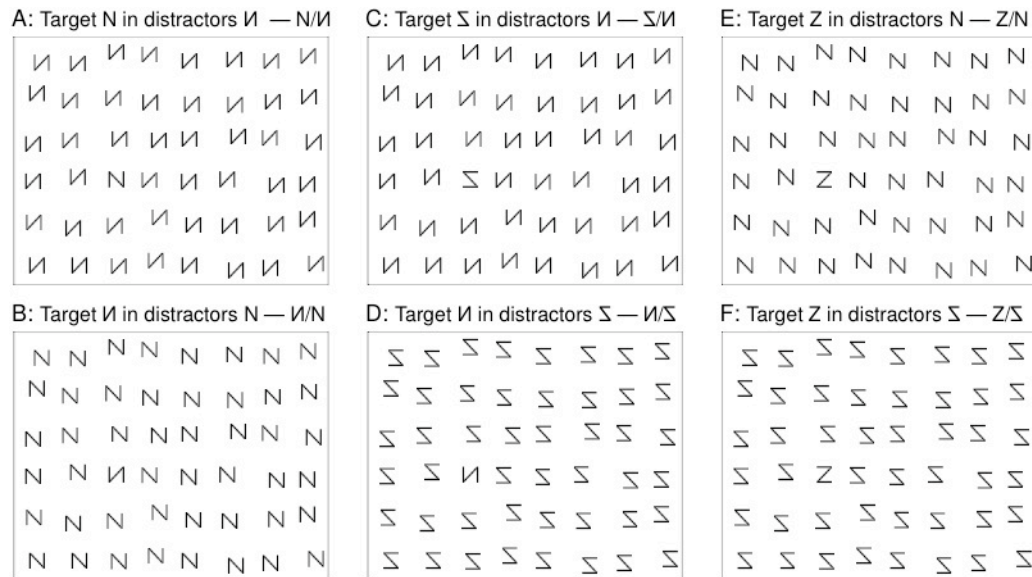 A: Target N in distractors И — N/И
И И И И И И И И
И И И И И И И И
И И И И И И И И
И И N И И И И И
И И И И И И И И
И И И И И И И И
B: Target И in distractors N — И/N
N N N N N N N N
N N N N N N N N
N N N N N N N N
N N И N N N N N
N N N N N N N N
N N N N N N N N
C: Target Σ in distractors И — Σ/И
И И И И И И И И
И И И И И И И И
И И И И И И И И
И И Σ И И И И И
И И И И И И И И
И И И И И И И И
D: Target И in distractors Σ — И/Σ
Σ Σ Σ Σ Σ Σ Σ Σ
Σ Σ Σ Σ Σ Σ Σ Σ
Σ Σ Σ Σ Σ Σ Σ Σ
Σ Σ И Σ Σ Σ Σ Σ
Σ Σ Σ Σ Σ Σ Σ Σ
Σ Σ Σ Σ Σ Σ Σ Σ
E: Target Z in distractors N — Z/N
N N N N N N N N
N N N N N N N N
N N N N N N N N
N N Z N N N N N
N N N N N N N N
N N N N N N N N
F: Target Z in distractors Σ — Z/Σ
Σ Σ Σ Σ Σ Σ Σ Σ
Σ Σ Σ Σ Σ Σ Σ Σ
Σ Σ Σ Σ Σ Σ Σ Σ
Σ Σ Z Σ Σ Σ Σ Σ
Σ Σ Σ Σ Σ Σ Σ Σ
Σ Σ Σ Σ Σ Σ Σ Σ